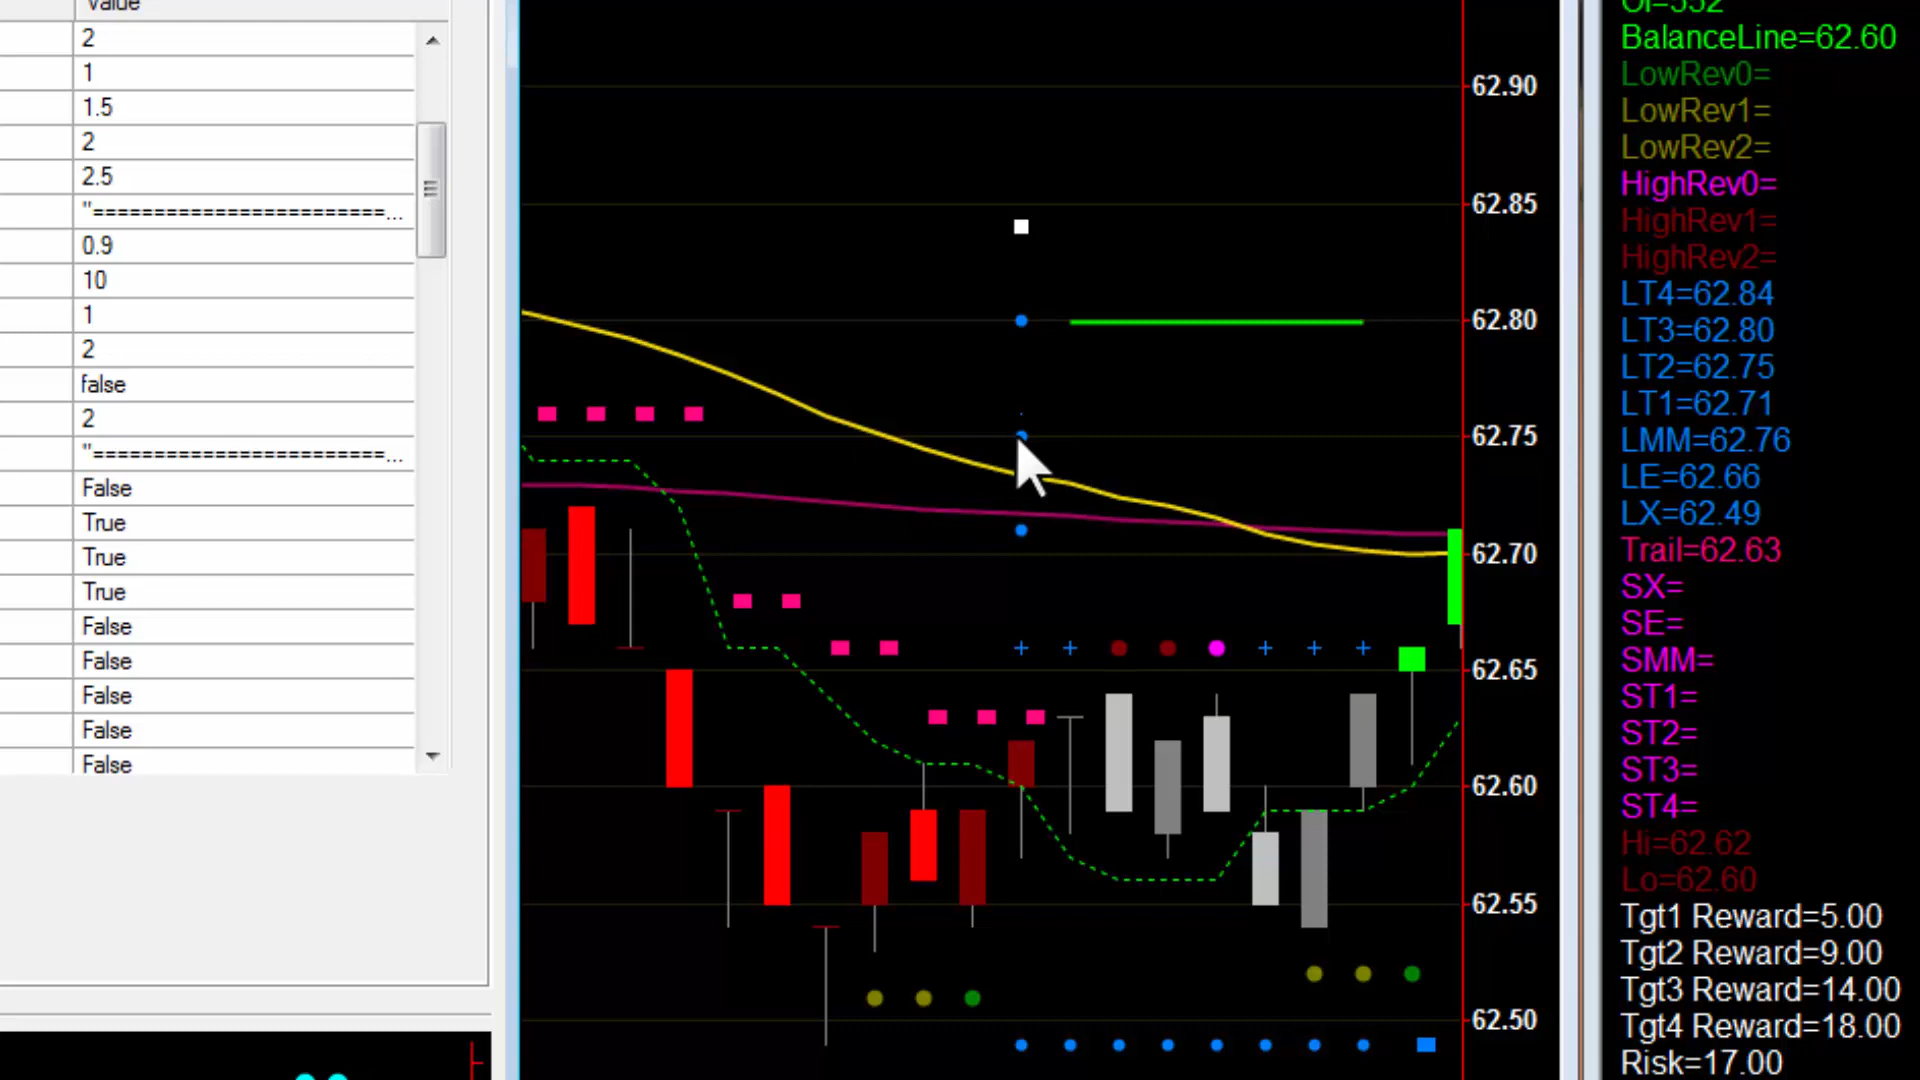 Value
2
1
1.5
2
2.5
"========================...
0.9
10
1
2
false
2
"========================...
False
True
True
True
False
False
False
False
False
62.90
62.85
62.80
62.75
62.70
62.65
62.60
62.55
62.50
OI=552
BalanceLine=62.60
LowRev0=
LowRev1=
LowRev2=
HighRev0=
HighRev1=
HighRev2=
LT4=62.84
LT3=62.80
LT2=62.75
LT1=62.71
LMM=62.76
LE=62.66
LX=62.49
Trail=62.63
SX=
SE=
SMM=
ST1=
ST2=
ST3=
ST4=
Hi=62.62
Lo=62.60
Tgt1 Reward=5.00
Tgt2 Reward=9.00
Tgt3 Reward=14.00
Tgt4 Reward=18.00
Risk=17.00